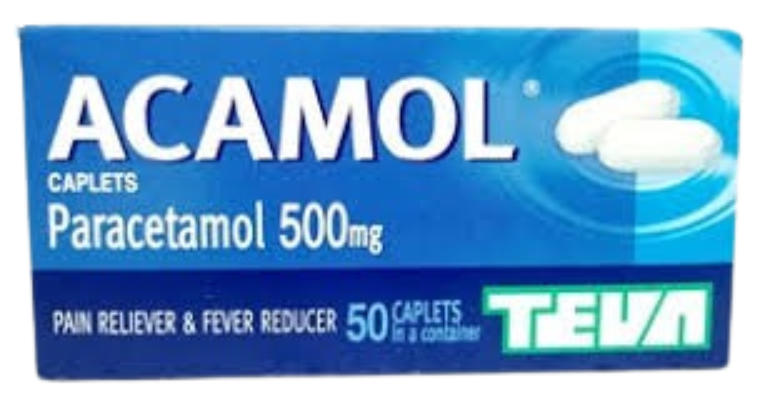 ACAMOL®
CAPLETS
Paracetamol 500mg
PAIN RELIEVER & FEVER REDUCER 50 CAPLETS
in a container
TEVA